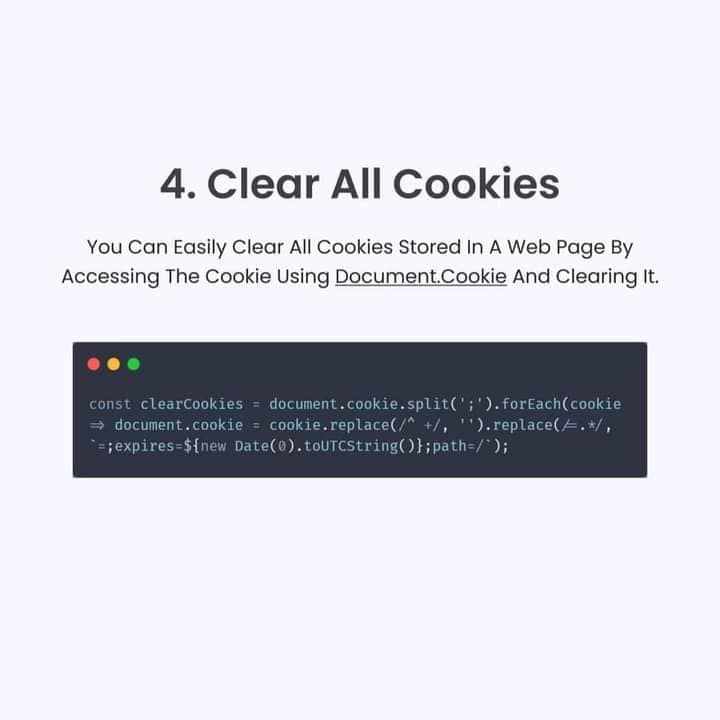 4. Clear All Cookies
You Can Easily Clear All Cookies Stored In A Web Page By
Accessing The Cookie Using Document.Cookie And Clearing It.
const clearCookies = document.cookie.split(';').forEach(cookie
=> document.cookie = cookie.replace(/^ +/, '').replace(/=.*/,
`=;expires=${new Date(0).toUTCString()};path=/`);